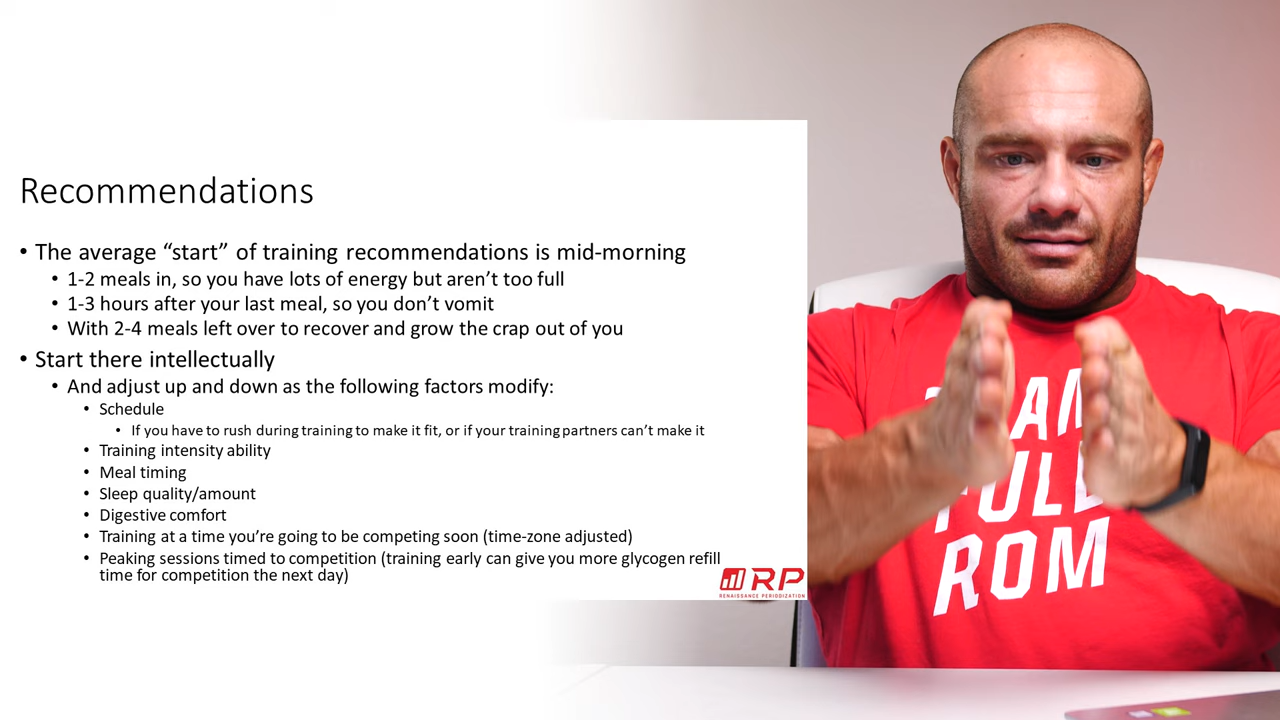 Recommendations
• The average “start” of training recommendations is mid-morning
• 1-2 meals in, so you have lots of energy but aren’t too full
• 1-3 hours after your last meal, so you don’t vomit
• With 2-4 meals left over to recover and grow the crap out of you
• Start there intellectually
• And adjust up and down as the following factors modify:
• Schedule
• If you have to rush during training to make it fit, or if your training partners can’t make it
• Training intensity ability
• Meal timing
• Sleep quality/amount
• Digestive comfort
• Training at a time you’re going to be competing soon (time-zone adjusted)
• Peaking sessions timed to competition (training early can give you more glycogen refill
time for competition the next day)
RP
RENAISSANCE PERIODIZATION
ROM